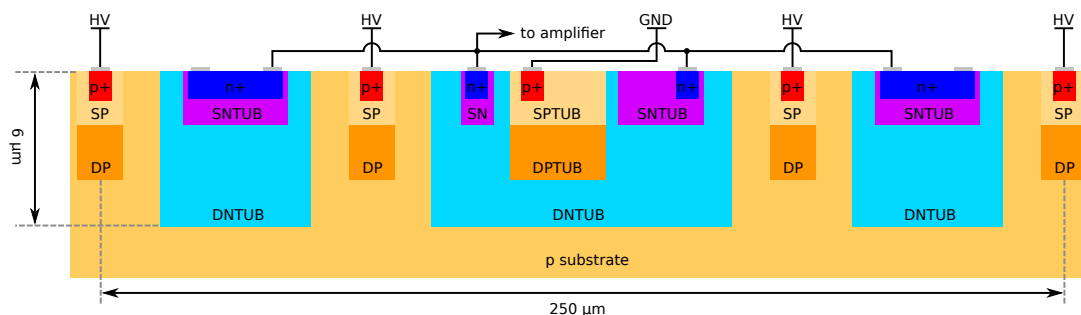 HV HV GND HV HV
to amplifier
p+ n+ p+ n+ p+ n+ p+ n+ p+
SP SNTUB SP SN SPTUB SNTUB SP SNTUB SP
6 μm
DP DP DPTUB DP DP
DNTUB DNTUB DNTUB
p substrate
250 μm